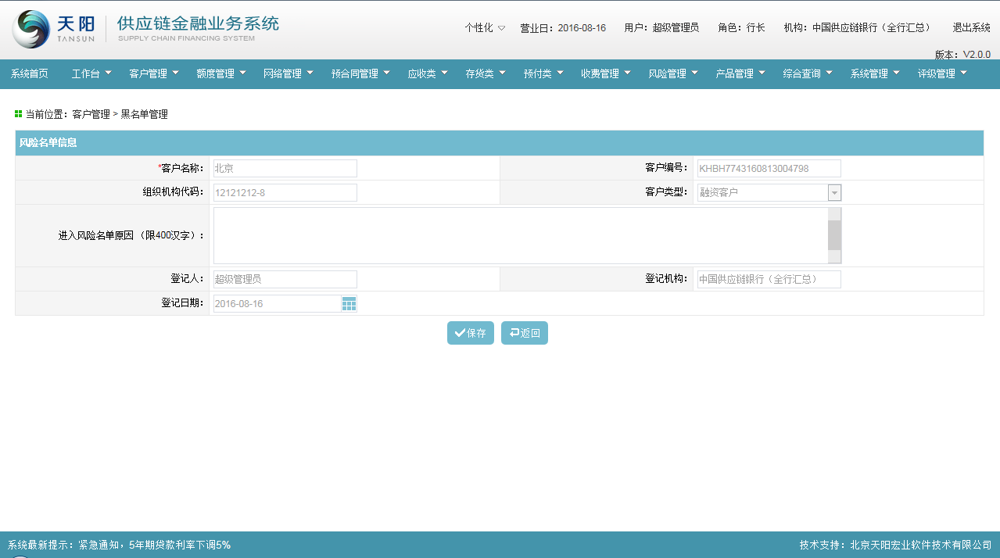 天阳
TANSUN
供应链金融业务系统
SUPPLY CHAIN FINANCING SYSTEM
个性化 营业日：2016-08-16 用户：超级管理员 角色：行长 机构：中国供应链银行（全行汇总） 退出系统
版本：V2.0.0
系统首页 工作台 客户管理 额度管理 网络管理 预合同管理 应收类 存货类 预付类 收费管理 风险管理 产品管理 综合查询 系统管理 评级管理
当前位置：客户管理 > 黑名单管理
风险名单信息
*客户名称： 北京 客户编号： KHBH7743160813004798
组织机构代码： 12121212-8 客户类型： 融资客户
进入风险名单原因 （限400汉字）：
登记人： 超级管理员 登记机构： 中国供应链银行（全行汇总）
登记日期： 2016-08-16
保存 返回
系统最新提示：紧急通知，5年期贷款利率下调5% 技术支持：北京天阳宏业软件技术有限公司